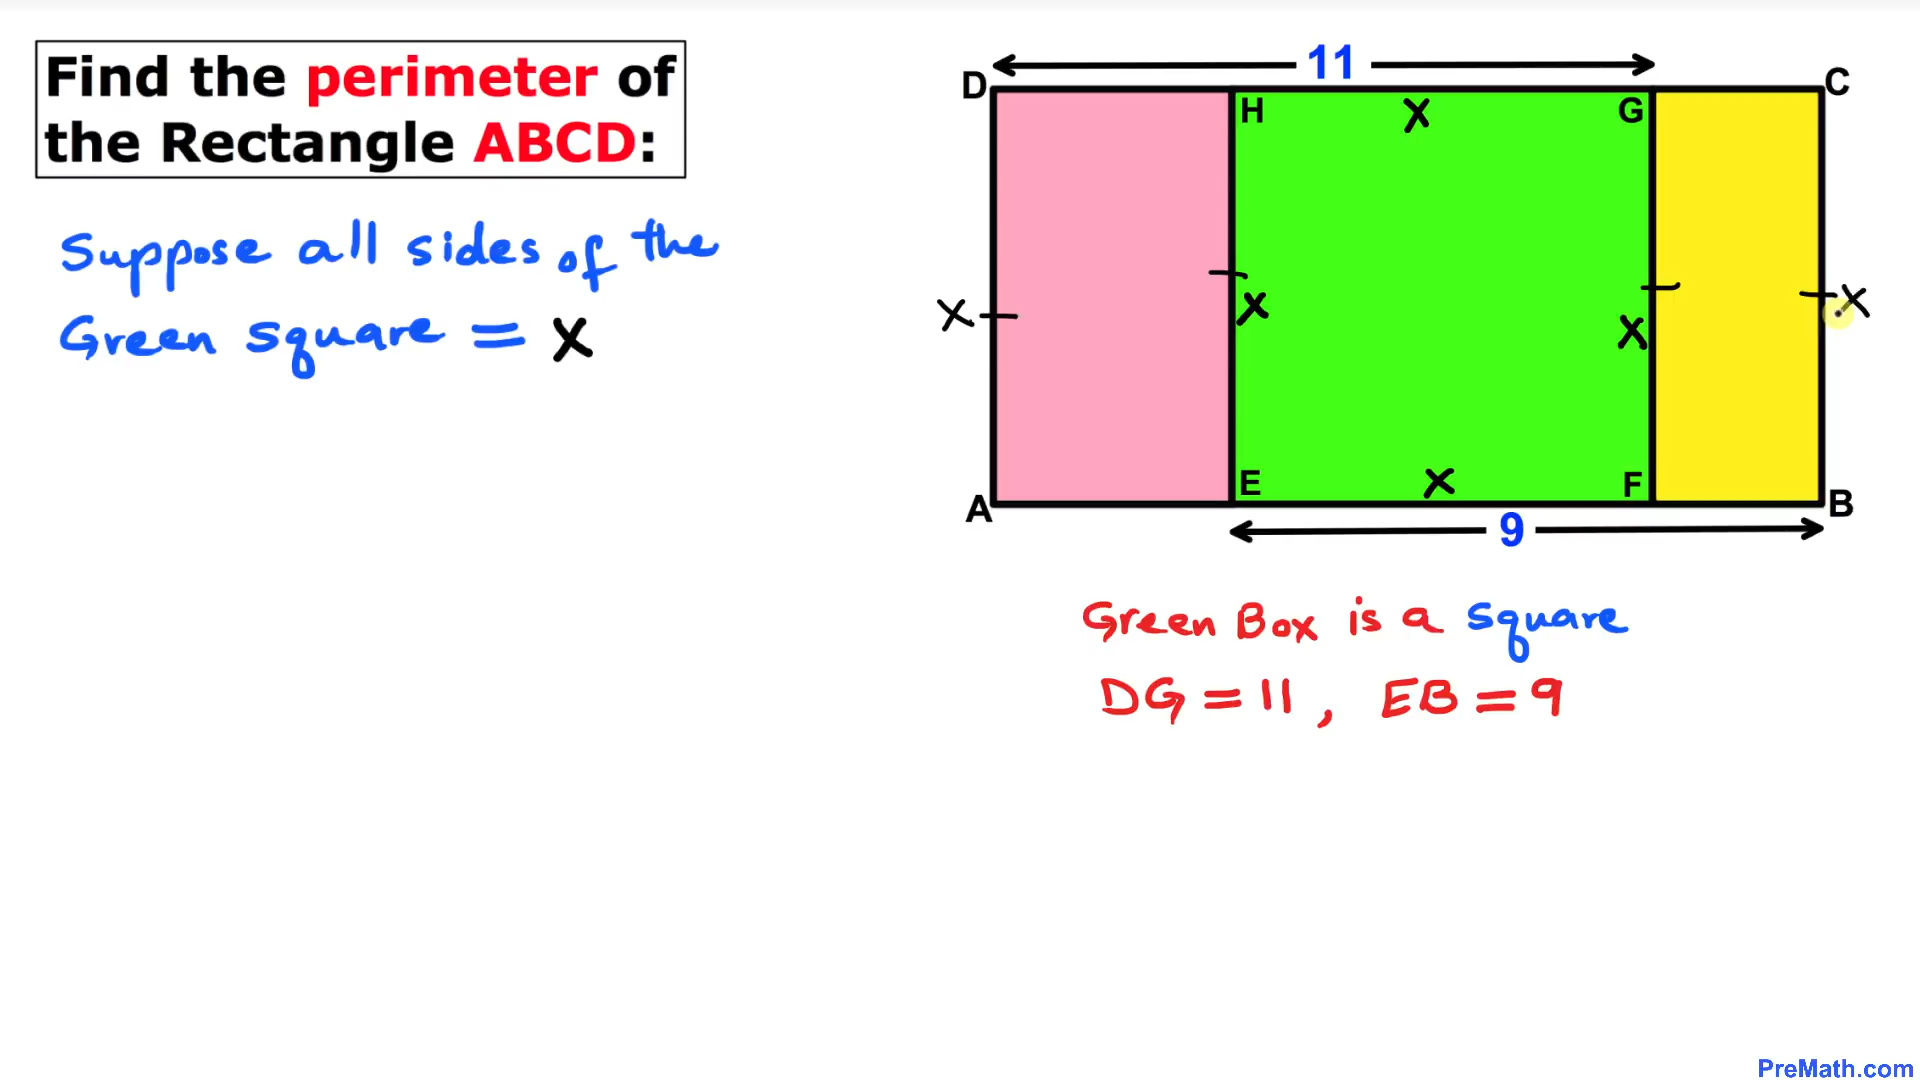 Find the perimeter of
the Rectangle ABCD:
Suppose all sides of the
Green square = x
11
D
C
H
x
G
x
x
x
x
A
E
x
F
B
9
Green Box is a square
DG = 11, EB = 9
PreMath.com